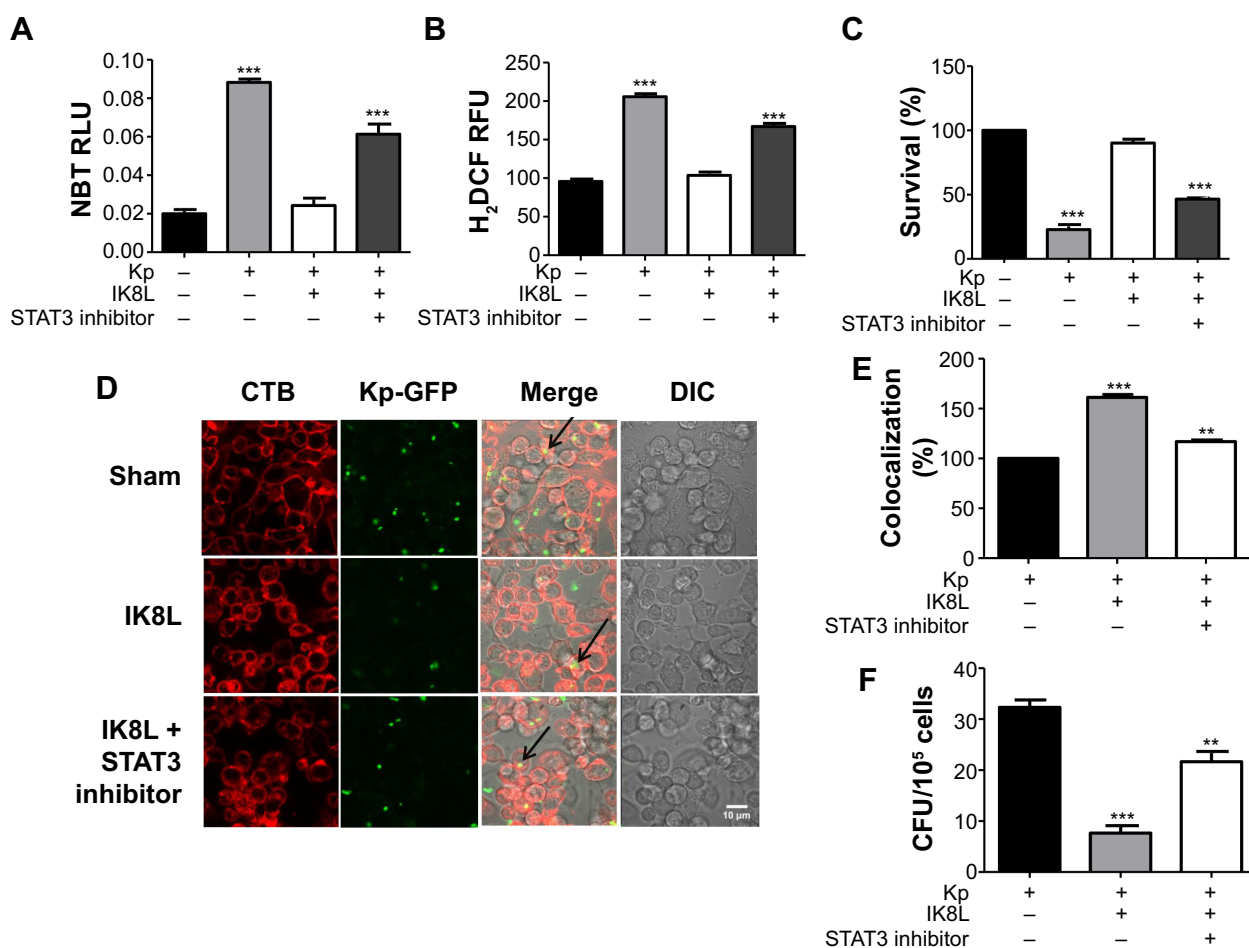 A
NBT RLU
0.10
0.08
0.06
0.04
0.02
0.00
***
***
Kp – + + +
IK8L – – + +
STAT3 inhibitor – – – +
B
H₂DCF RFU
250
200
150
100
50
0
***
***
Kp – + + +
IK8L – – + +
STAT3 inhibitor – – – +
C
Survival (%)
150
100
50
0
***
***
Kp – + + +
IK8L – – + +
STAT3 inhibitor – – – +
D
CTB Kp-GFP Merge DIC
Sham
IK8L
IK8L +
STAT3
inhibitor
10 µm
E
Colocalization
(%)
200
150
100
50
0
***
**
Kp + + +
IK8L – + +
STAT3 inhibitor – – +
F
CFU/10⁵ cells
40
30
20
10
0
***
**
Kp + + +
IK8L – + +
STAT3 inhibitor – – +